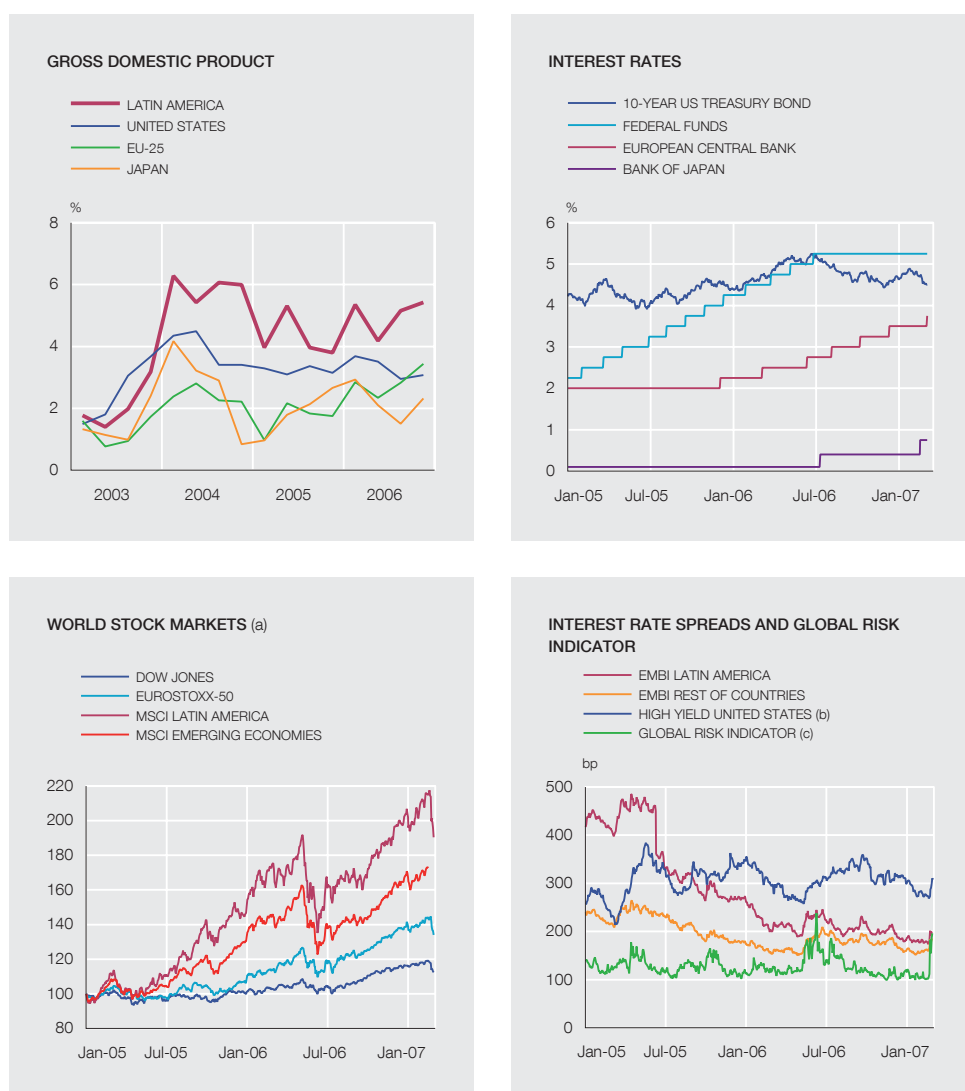 GROSS DOMESTIC PRODUCT
LATIN AMERICA
UNITED STATES
EU-25
JAPAN
%
8
6
4
2
0
2003 2004 2005 2006
INTEREST RATES
10-YEAR US TREASURY BOND
FEDERAL FUNDS
EUROPEAN CENTRAL BANK
BANK OF JAPAN
%
6
5
4
3
2
1
0
Jan-05 Jul-05 Jan-06 Jul-06 Jan-07
WORLD STOCK MARKETS (a)
DOW JONES
EUROSTOXX-50
MSCI LATIN AMERICA
MSCI EMERGING ECONOMIES
220
200
180
160
140
120
100
80
Jan-05 Jul-05 Jan-06 Jul-06 Jan-07
INTEREST RATE SPREADS AND GLOBAL RISK
INDICATOR
EMBI LATIN AMERICA
EMBI REST OF COUNTRIES
HIGH YIELD UNITED STATES (b)
GLOBAL RISK INDICATOR (c)
bp
500
400
300
200
100
0
Jan-05 Jul-05 Jan-06 Jul-06 Jan-07